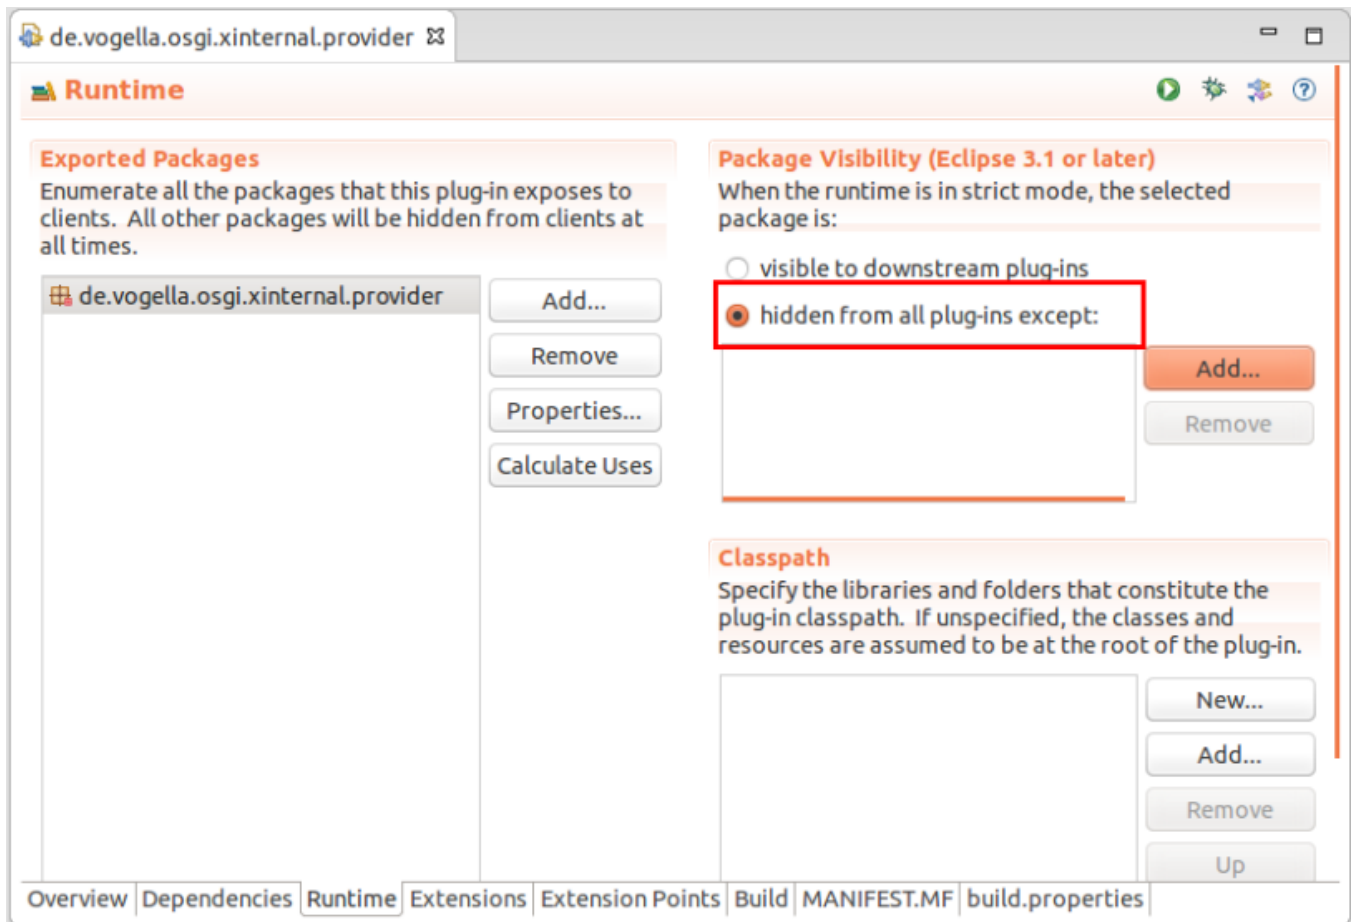 de.vogella.osgi.xinternal.provider
Runtime
Exported Packages
Enumerate all the packages that this plug-in exposes to
clients. All other packages will be hidden from clients at
all times.
de.vogella.osgi.xinternal.provider
Add...
Remove
Properties...
Calculate Uses
Package Visibility (Eclipse 3.1 or later)
When the runtime is in strict mode, the selected
package is:
visible to downstream plug-ins
hidden from all plug-ins except:
Add...
Remove
Classpath
Specify the libraries and folders that constitute the
plug-in classpath. If unspecified, the classes and
resources are assumed to be at the root of the plug-in.
New...
Add...
Remove
Up
Overview Dependencies Runtime Extensions Extension Points Build MANIFEST.MF build.properties